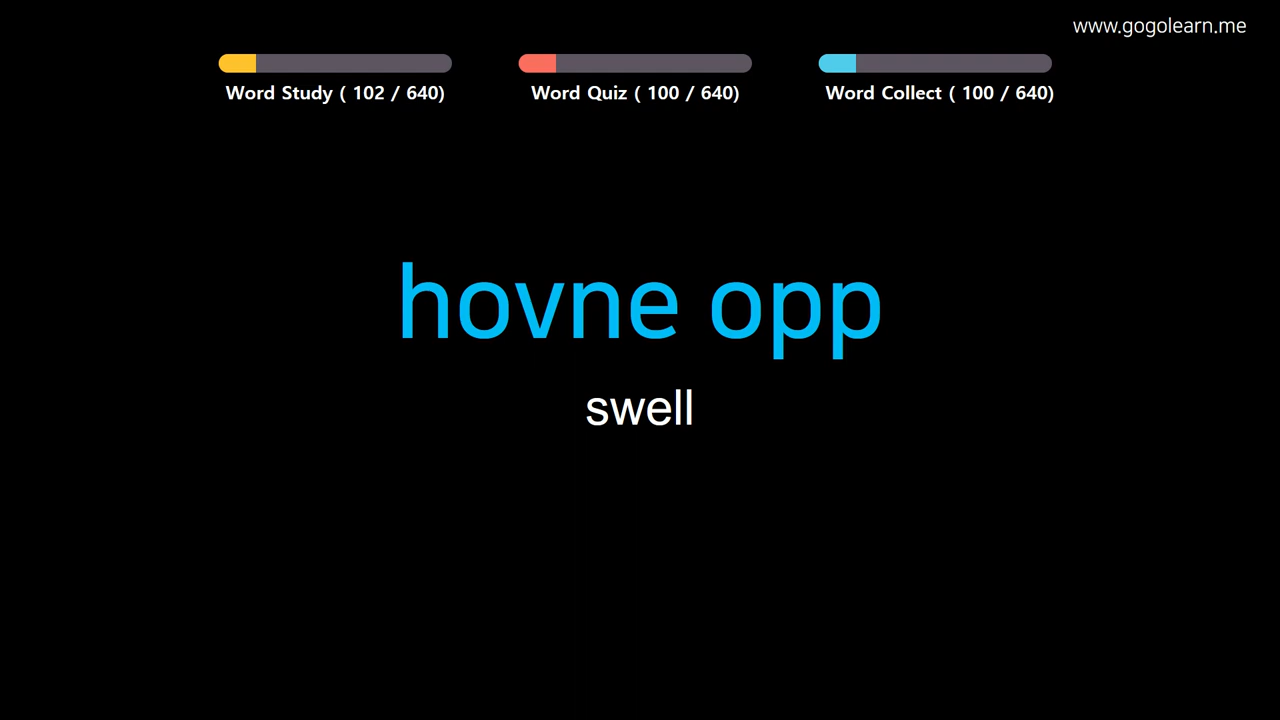 www.gogolearn.me
Word Study ( 102 / 640)
Word Quiz ( 100 / 640)
Word Collect ( 100 / 640)
hovne opp
swell